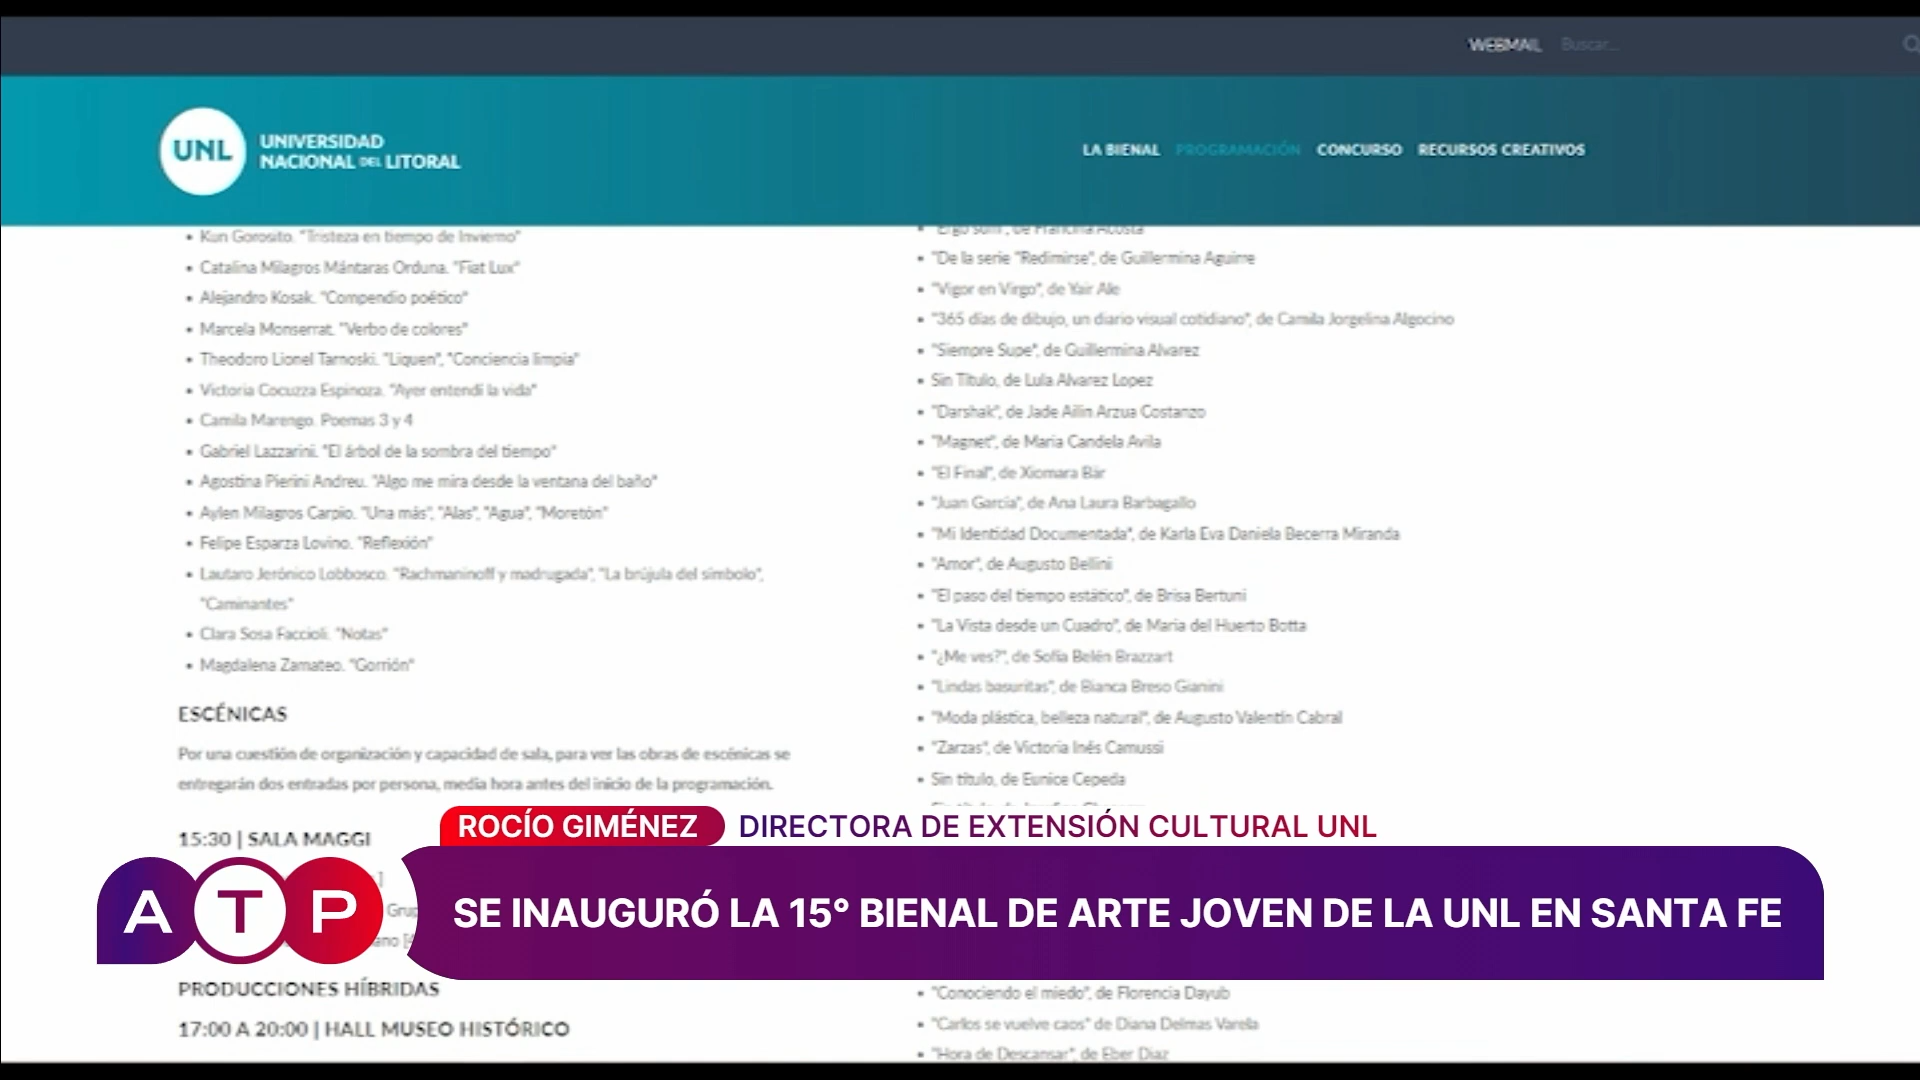 WEBMAIL Buscar...
UNL UNIVERSIDAD
NACIONAL DEL LITORAL
LA BIENAL PROGRAMACIÓN CONCURSO RECURSOS CREATIVOS
• Kun Gorosito. "Tristeza en tiempo de Invierno"
• Catalina Milagros Mántaras Orduna. "Fiat Lux"
• Alejandro Kosak. "Compendio poético"
• Marcela Monserrat. "Verbo de colores"
• Theodoro Lionel Tarnoski. "Liquen", "Conciencia limpia"
• Victoria Cocuzza Espinoza. "Ayer entendí la vida"
• Camila Marengo. Poemas 3 y 4
• Gabriel Lazzarini. "El árbol de la sombra del tiempo"
• Agostina Pierini Andreu. "Algo me mira desde la ventana del baño"
• Aylen Milagros Carpio. "Una más", "Alas", "Agua", "Moretón"
• Felipe Esparza Lovino. "Reflexión"
• Lautaro Jerónico Lobbosco. "Rachmaninoff y madrugada", "La brújula del símbolo",
"Caminantes"
• Clara Sosa Faccioli. "Notas"
• Magdalena Zamateo. "Gorrión"
ESCÉNICAS
Por una cuestión de organización y capacidad de sala, para ver las obras de escénicas se
entregarán dos entradas por persona, media hora antes del inicio de la programación.
15:30 | SALA MAGGI
PRODUCCIONES HÍBRIDAS
17:00 A 20:00 | HALL MUSEO HISTÓRICO
• "Ergo sum", de Francina Acosta
• "De la serie "Redimirse", de Guillermina Aguirre
• "Vigor en Virgo", de Yair Ale
• "365 días de dibujo, un diario visual cotidiano", de Camila Jorgelina Algocino
• "Siempre Supe", de Guillermina Alvarez
• Sin Título, de Lula Alvarez Lopez
• "Darshak", de Jade Ailin Arzua Costanzo
• "Magnet", de Maria Candela Avila
• "El Final", de Xiomara Bär
• "Juan García", de Ana Laura Barbagallo
• "Mi Identidad Documentada", de Karla Eva Daniela Becerra Miranda
• "Amor", de Augusto Bellini
• "El paso del tiempo estático", de Brisa Bertuni
• "La Vista desde un Cuadro", de Maria del Huerto Botta
• "¿Me ves?", de Sofía Belén Brazzart
• "Lindas basuritas", de Bianca Breso Gianini
• "Moda plástica, belleza natural", de Augusto Valentín Cabral
• "Zarzas", de Victoria Inés Camussi
• Sin título, de Eunice Cepeda
• "Conociendo el miedo", de Florencia Dayub
• "Carlos se vuelve caos" de Diana Delmas Varela
• "Hora de Descansar", de Eber Diaz
ROCÍO GIMÉNEZ DIRECTORA DE EXTENSIÓN CULTURAL UNL
ATP SE INAUGURÓ LA 15° BIENAL DE ARTE JOVEN DE LA UNL EN SANTA FE